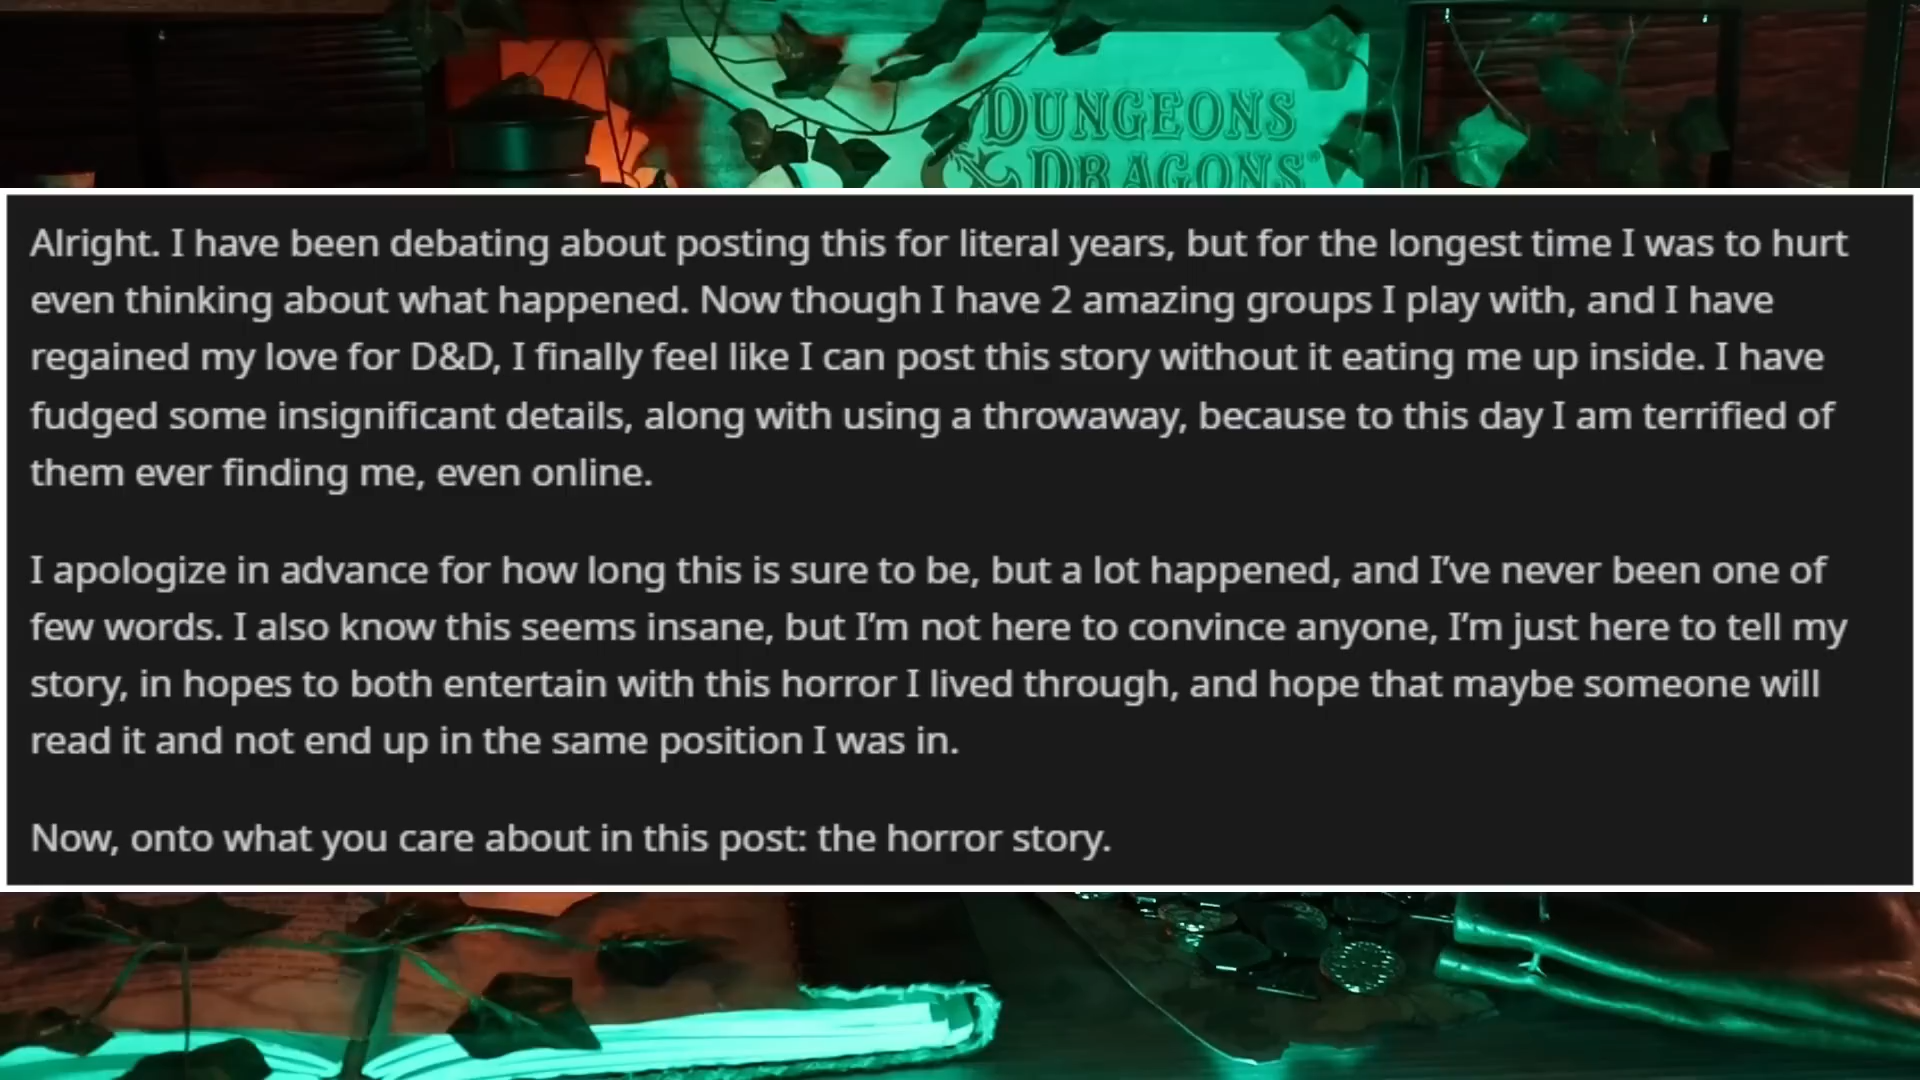 DUNGEONS
DRAGONS®
Alright. I have been debating about posting this for literal years, but for the longest time I was to hurt
even thinking about what happened. Now though I have 2 amazing groups I play with, and I have
regained my love for D&D, I finally feel like I can post this story without it eating me up inside. I have
fudged some insignificant details, along with using a throwaway, because to this day I am terrified of
them ever finding me, even online.
I apologize in advance for how long this is sure to be, but a lot happened, and I’ve never been one of
few words. I also know this seems insane, but I’m not here to convince anyone, I’m just here to tell my
story, in hopes to both entertain with this horror I lived through, and hope that maybe someone will
read it and not end up in the same position I was in.
Now, onto what you care about in this post: the horror story.